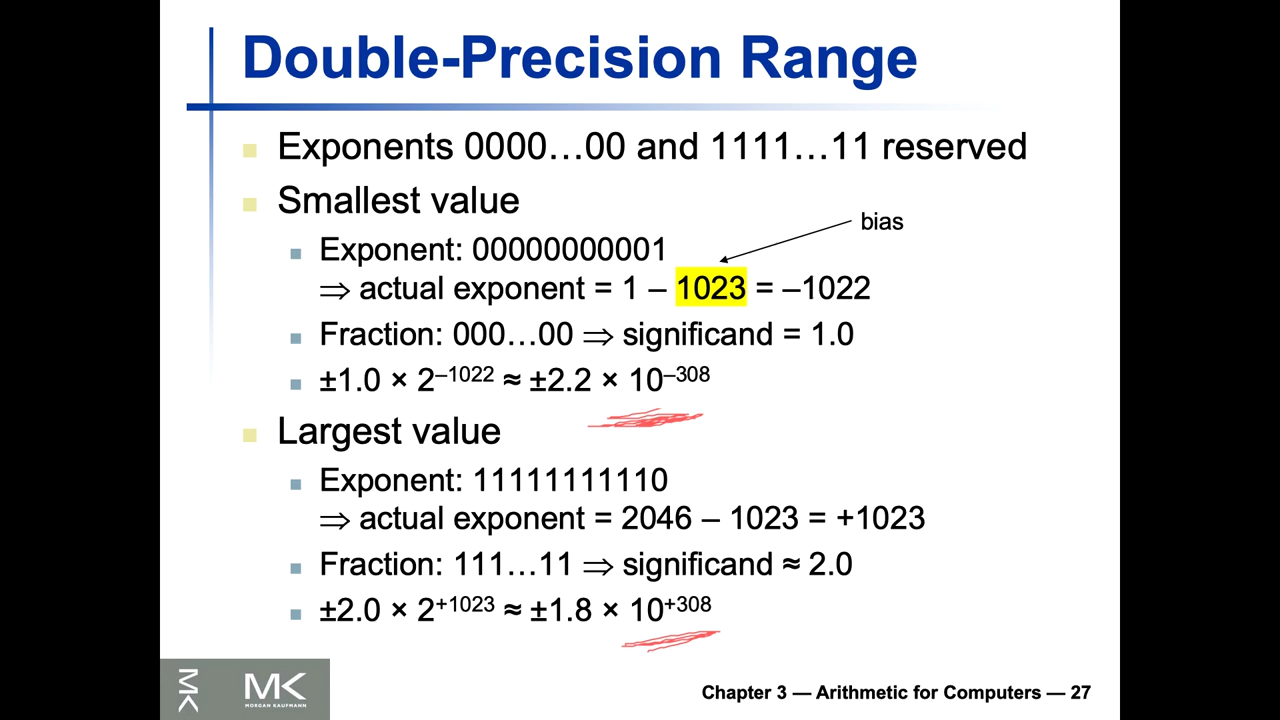 Double-Precision Range
Exponents 0000…00 and 1111…11 reserved
Smallest value
bias
Exponent: 00000000001
⇒ actual exponent = 1 – 1023 = –1022
Fraction: 000…00 ⇒ significand = 1.0
±1.0 × 2^–1022 ≈ ±2.2 × 10^–308
Largest value
Exponent: 11111111110
⇒ actual exponent = 2046 – 1023 = +1023
Fraction: 111…11 ⇒ significand ≈ 2.0
±2.0 × 2^+1023 ≈ ±1.8 × 10^+308
MK
MK
MORGAN KAUFMANN
Chapter 3 — Arithmetic for Computers — 27